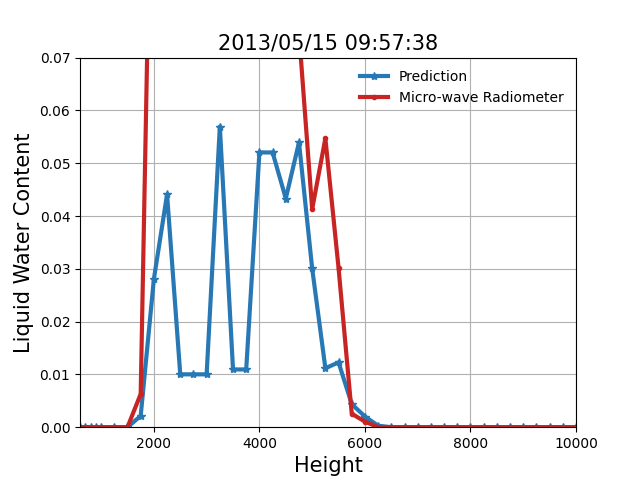 2013/05/15 09:57:38
Prediction
Micro-wave Radiometer
Liquid Water Content
0.07
0.06
0.05
0.04
0.03
0.02
0.01
0.00
2000 4000 6000 8000 10000
Height